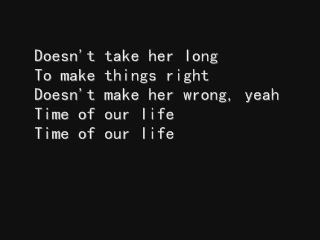 Doesn't take her long
To make things right
Doesn't make her wrong, yeah
Time of our life
Time of our life